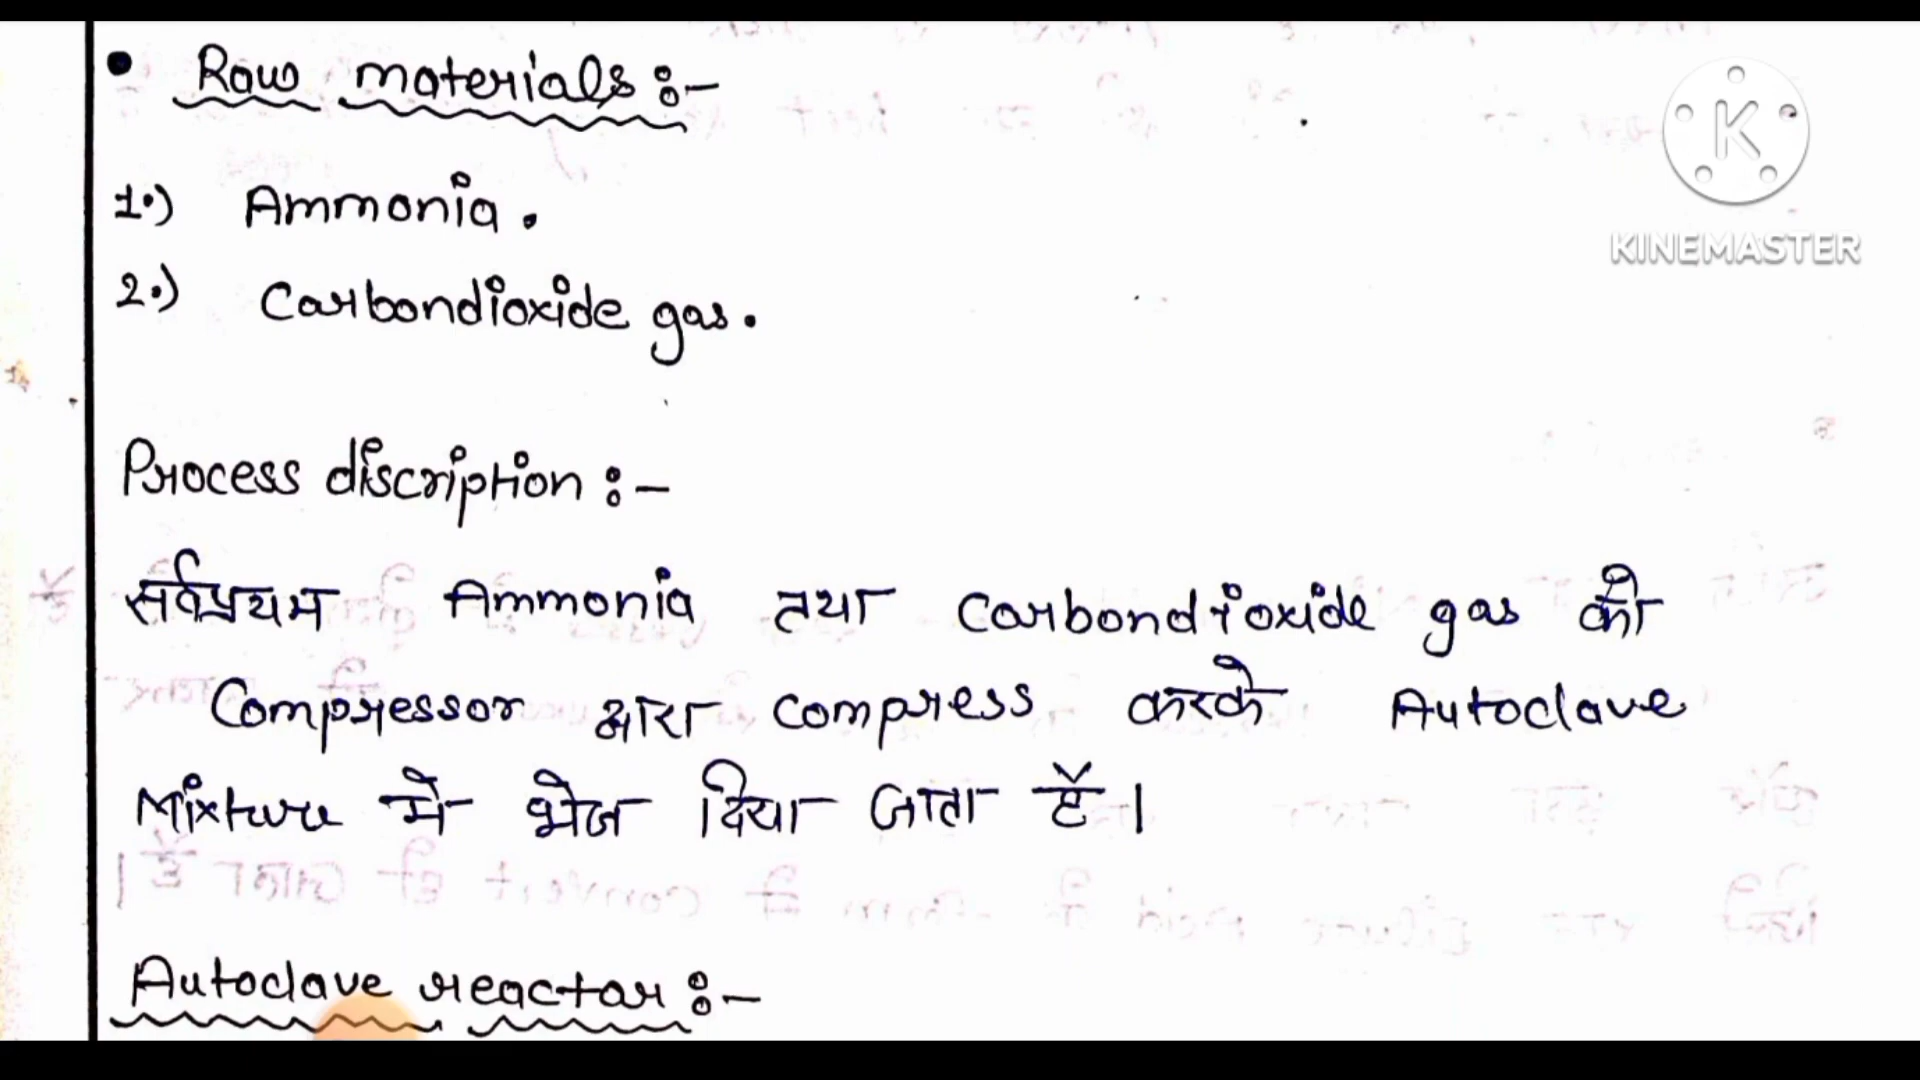 • Raw materials :-
K
KINEMASTER
1.) Ammonia.
2.) Carbondioxide gas.
Process discription :-
सर्वप्रथम Ammonia तथा Carbondioxide gas को
Compressor द्वारा compress करके Autoclave
Mixture में भेज दिया जाता है।
Autoclave reactor :-